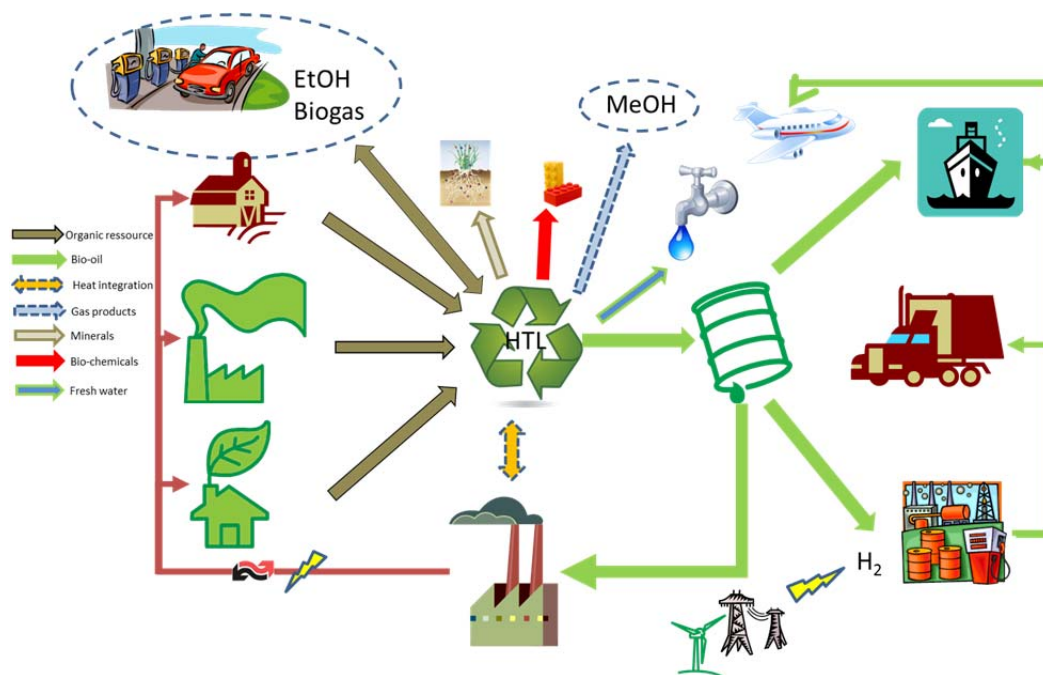 EtOH
Biogas
MeOH
Organic ressource
Bio-oil
Heat integration
Gas products
Minerals
Bio-chemicals
Fresh water
HTL
H2